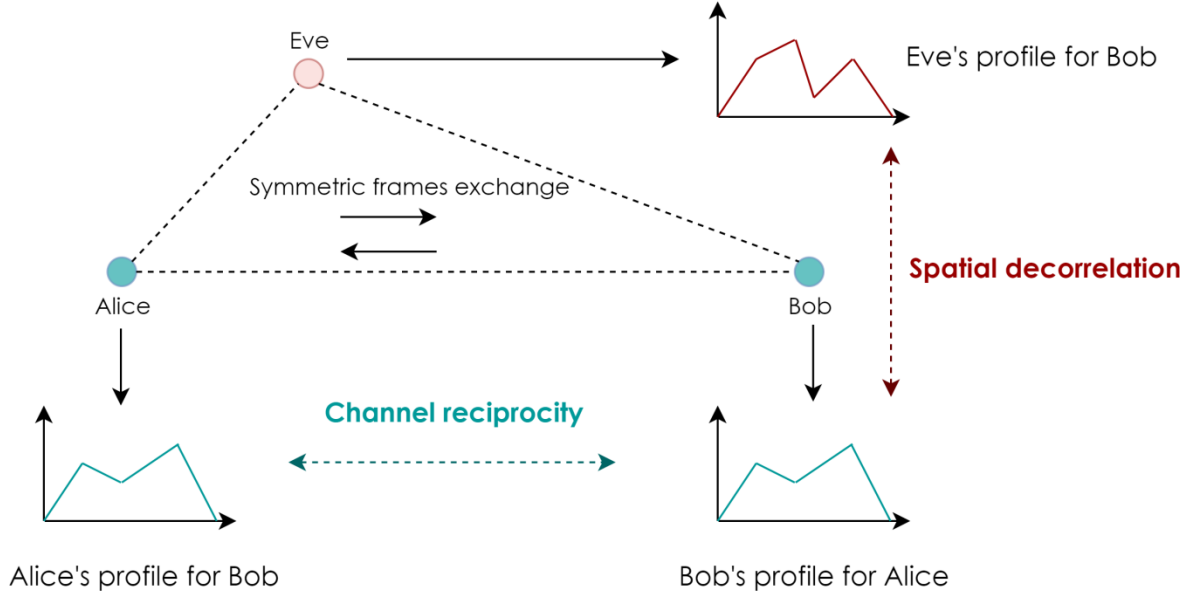 Eve
Eve's profile for Bob
Symmetric frames exchange
Spatial decorrelation
Alice
Bob
Channel reciprocity
Alice's profile for Bob
Bob's profile for Alice